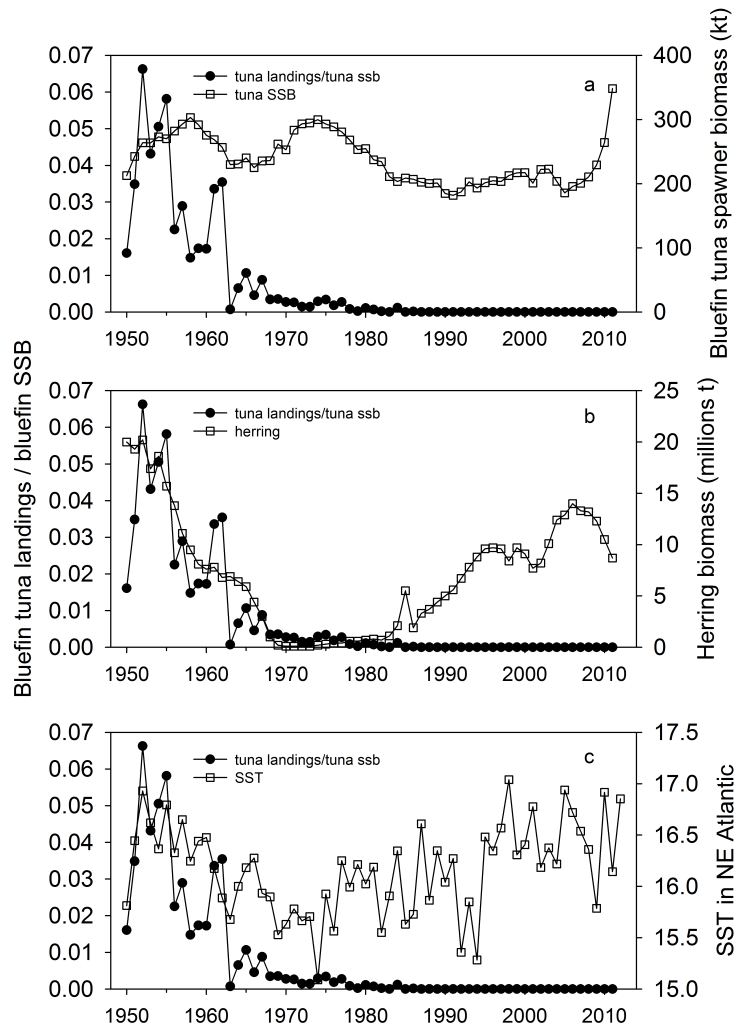 0.07
0.06
0.05
0.04
0.03
0.02
0.01
0.00
tuna landings/tuna ssb
tuna SSB
a
400
300
200
100
0
1950 1960 1970 1980 1990 2000 2010
Bluefin tuna spawner biomass (kt)
Bluefin tuna landings / bluefin SSB
0.07
0.06
0.05
0.04
0.03
0.02
0.01
0.00
tuna landings/tuna ssb
herring
b
25
20
15
10
5
0
1950 1960 1970 1980 1990 2000 2010
Herring biomass (millions t)
0.07
0.06
0.05
0.04
0.03
0.02
0.01
0.00
tuna landings/tuna ssb
SST
c
17.5
17.0
16.5
16.0
15.5
15.0
1950 1960 1970 1980 1990 2000 2010
SST in NE Atlantic